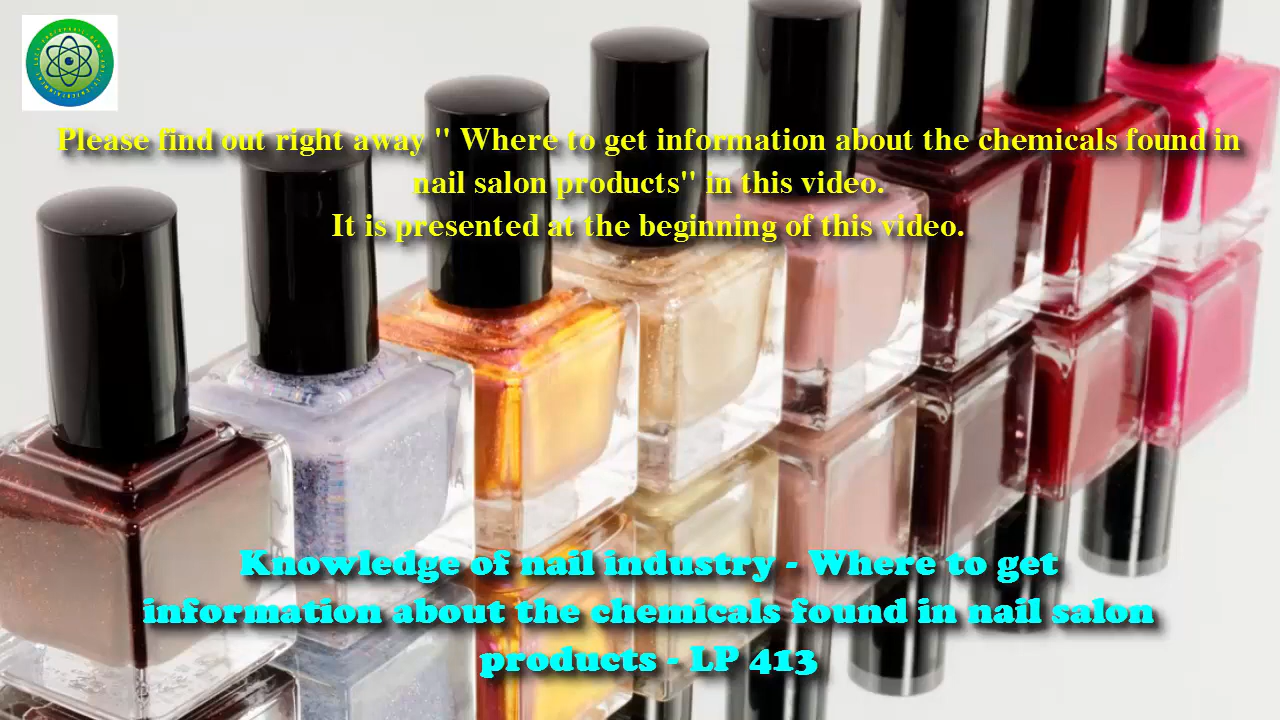 Please find out right away " Where to get information about the chemicals found in
nail salon products" in this video.
It is presented at the beginning of this video.
Knowledge of nail industry - Where to get
information about the chemicals found in nail salon
products - LP 413